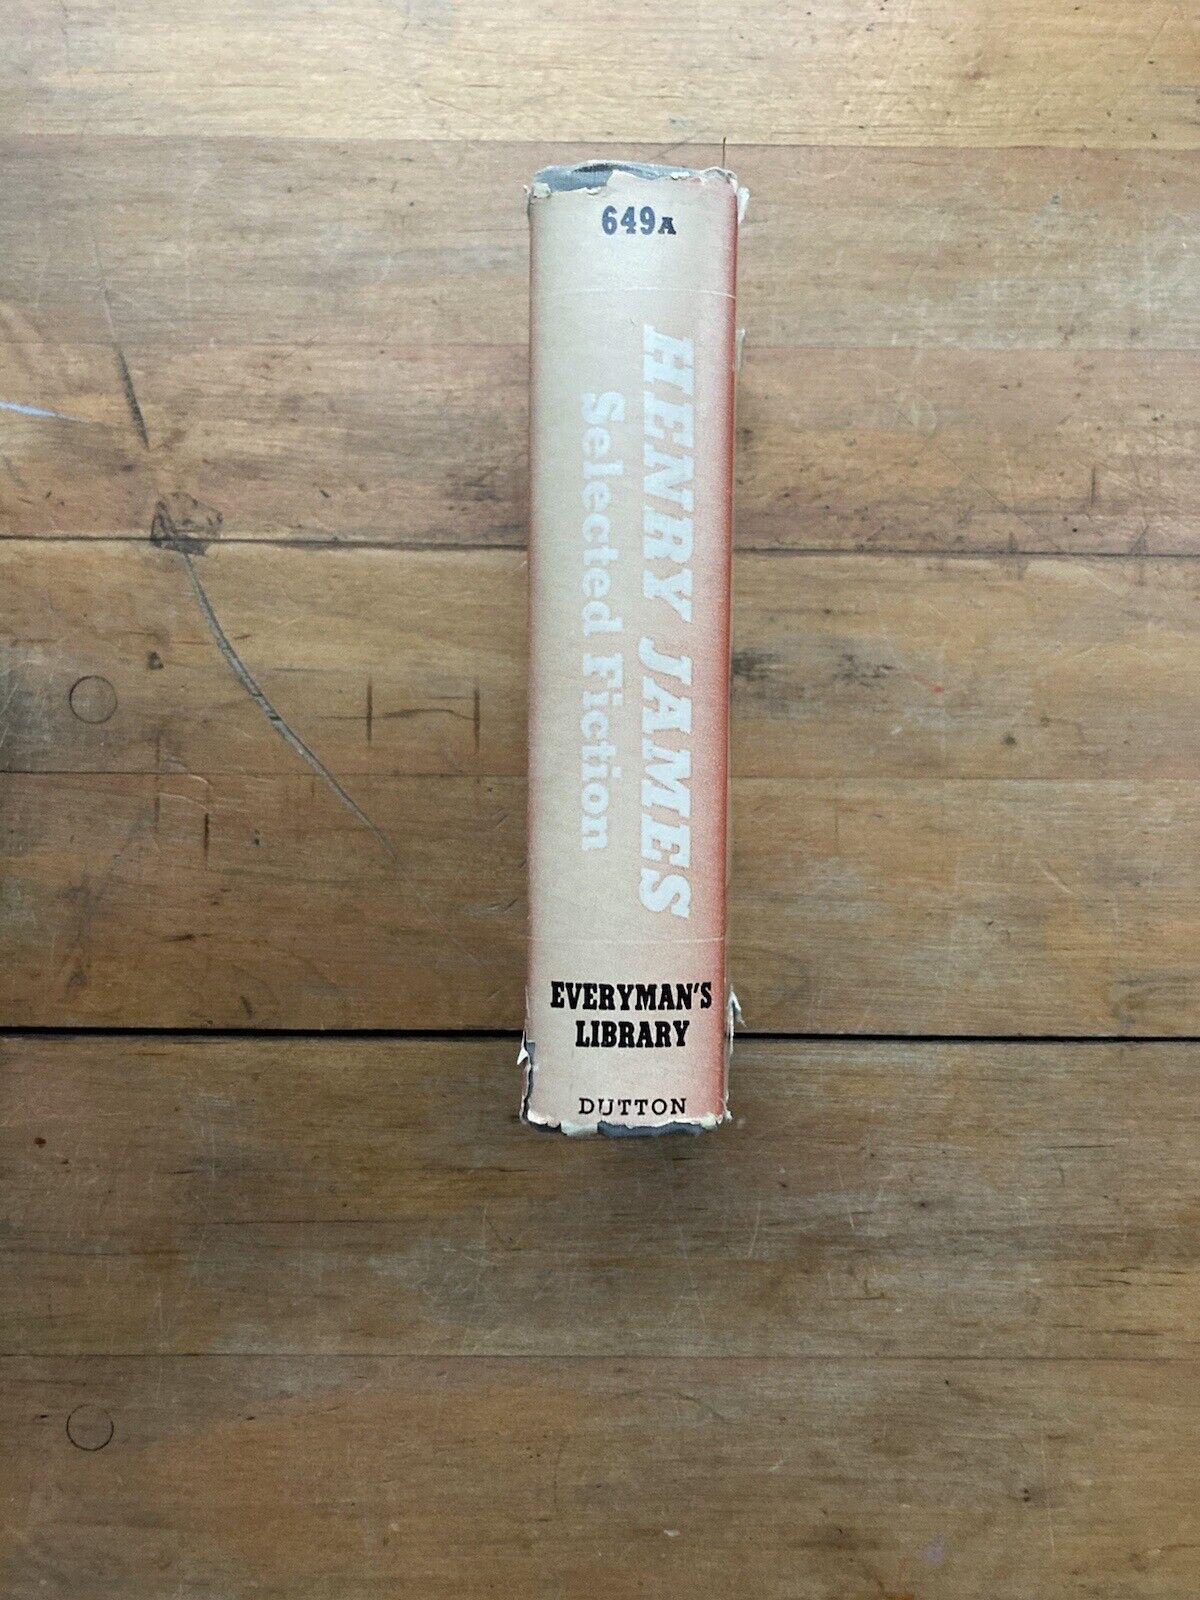 649A
HENRY JAMES
Selected Fiction
EVERYMAN'S
LIBRARY
DUTTON